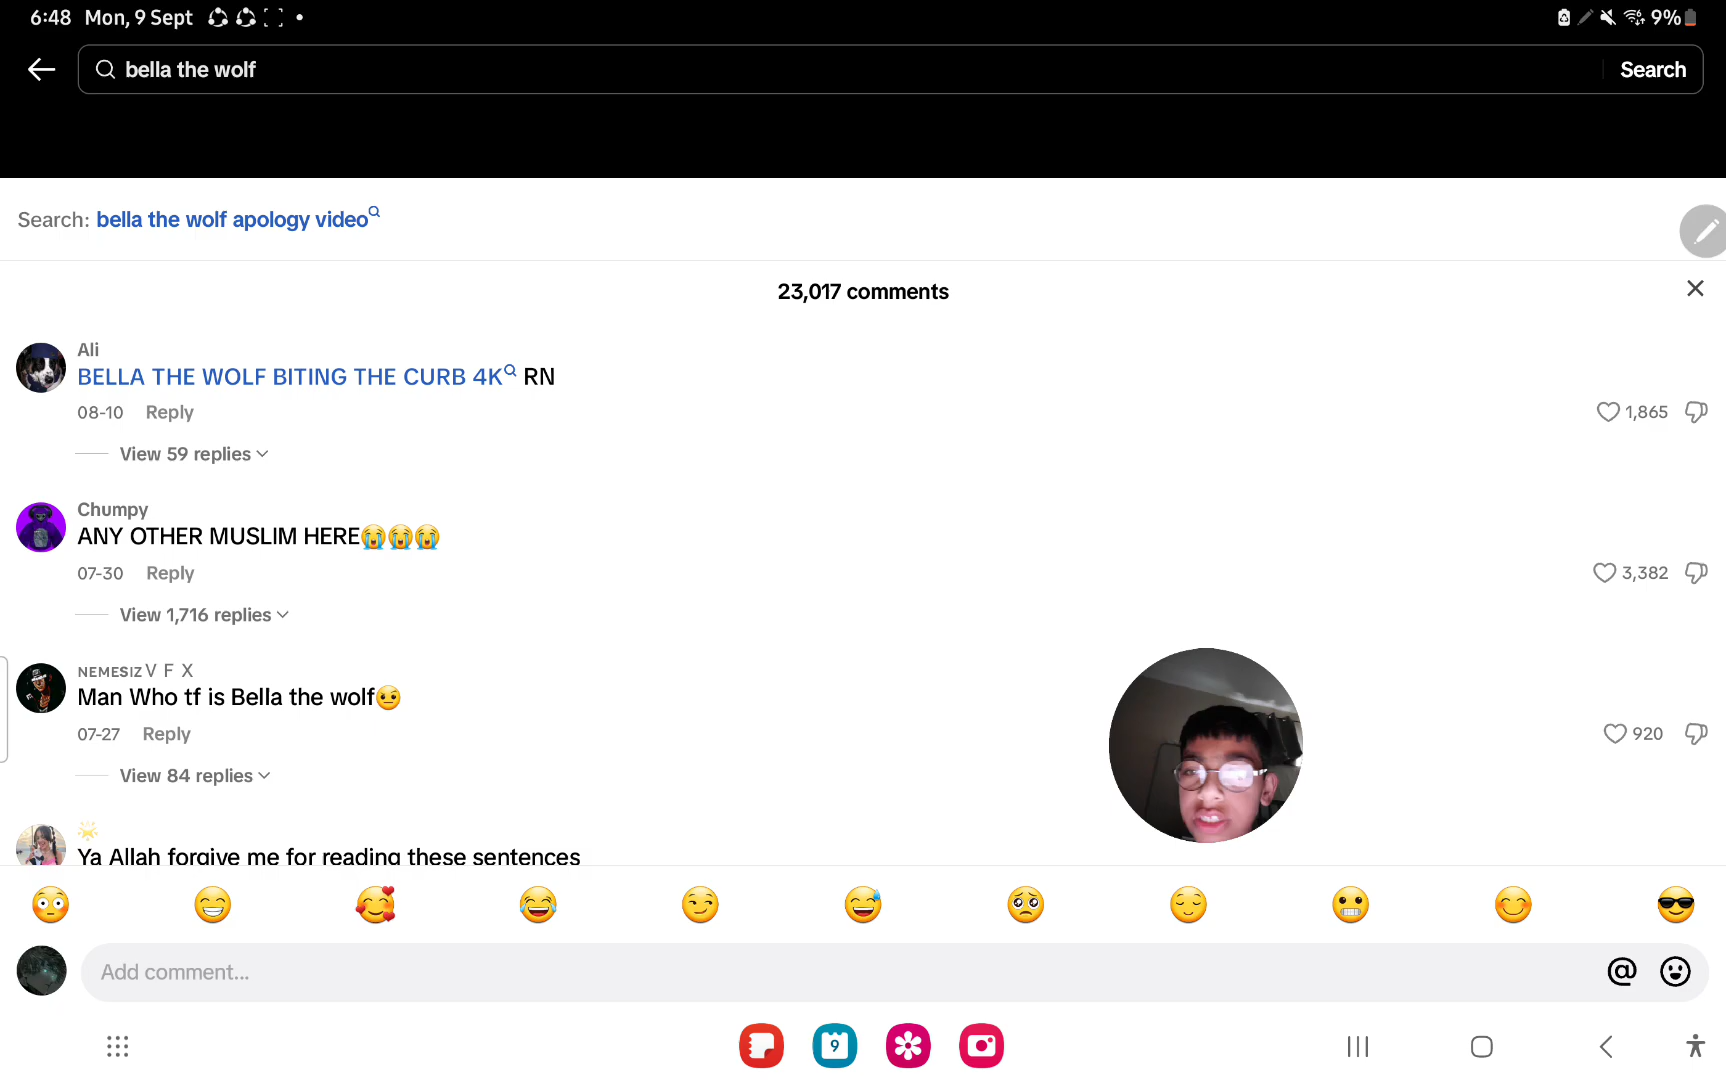 6:48 Mon, 9 Sept 9%
bella the wolf Search
Search: bella the wolf apology video
23,017 comments
Ali
BELLA THE WOLF BITING THE CURB 4K RN
08-10 Reply 1,865
View 59 replies
Chumpy
ANY OTHER MUSLIM HERE😭😭😭
07-30 Reply 3,382
View 1,716 replies
ɴᴇᴍᴇsɪᴢV F X
Man Who tf is Bella the wolf🤨
07-27 Reply 920
View 84 replies
🌟
Ya Allah forgive me for reading these sentences
😳 😁 🥰 😂 😏 😅 🥺 😌 😬 😊 😎
Add comment... @
9